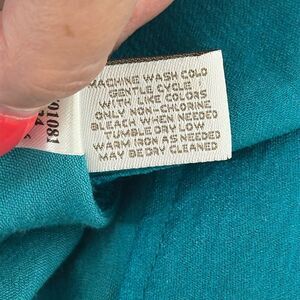 MACHINE WASH COLD
GENTLE CYCLE
WITH LIKE COLORS
ONLY NON-CHLORINE
BLEACH WHEN NEEDED
TUMBLE DRY LOW
WARM IRON AS NEEDED
MAY BE DRY CLEANED
01081